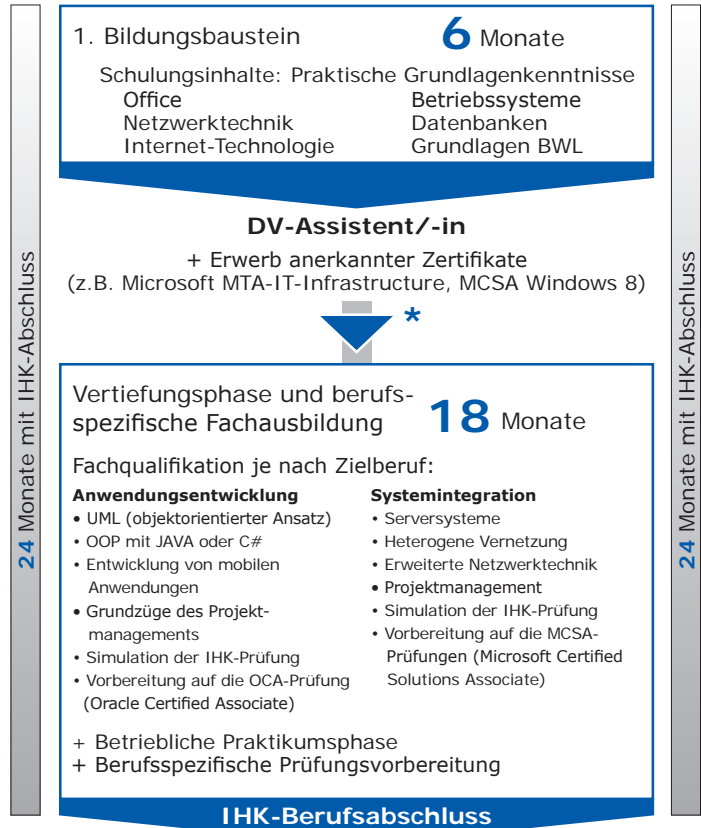 24 Monate mit IHK-Abschluss
1. Bildungsbaustein 6 Monate
Schulungsinhalte: Praktische Grundlagenkenntnisse
Office Betriebssysteme
Netzwerktechnik Datenbanken
Internet-Technologie Grundlagen BWL
DV-Assistent/-in
+ Erwerb anerkannter Zertifikate
(z.B. Microsoft MTA-IT-Infrastructure, MCSA Windows 8)
*
Vertiefungsphase und berufs-
spezifische Fachausbildung 18 Monate
Fachqualifikation je nach Zielberuf:
Anwendungsentwicklung
• UML (objektorientierter Ansatz)
• OOP mit JAVA oder C#
• Entwicklung von mobilen
Anwendungen
• Grundzüge des Projekt-
managements
• Simulation der IHK-Prüfung
• Vorbereitung auf die OCA-Prüfung
(Oracle Certified Associate)
Systemintegration
• Serversysteme
• Heterogene Vernetzung
• Erweiterte Netzwerktechnik
• Projektmanagement
• Simulation der IHK-Prüfung
• Vorbereitung auf die MCSA-
Prüfungen (Microsoft Certified
Solutions Associate)
+ Betriebliche Praktikumsphase
+ Berufsspezifische Prüfungsvorbereitung
IHK-Berufsabschluss
24 Monate mit IHK-Abschluss